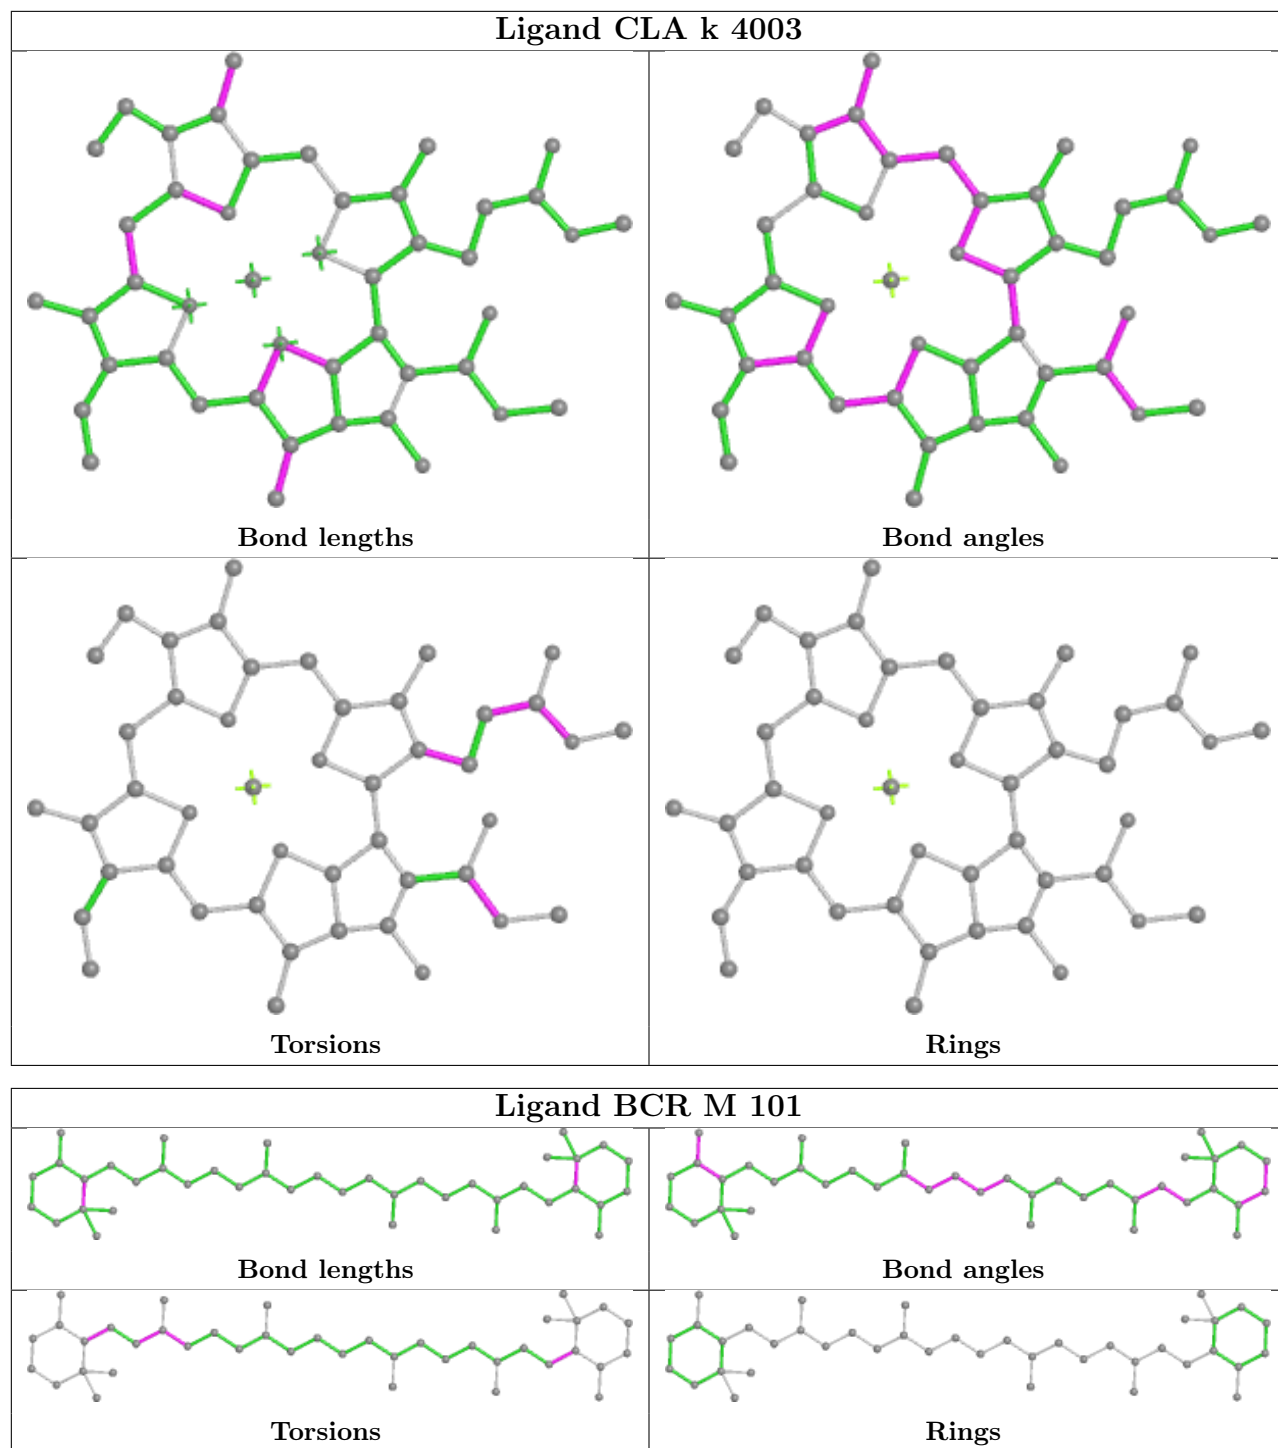 Ligand CLA k 4003
Bond lengths
Bond angles
Torsions
Rings
Ligand BCR M 101
Bond lengths
Bond angles
Torsions
Rings